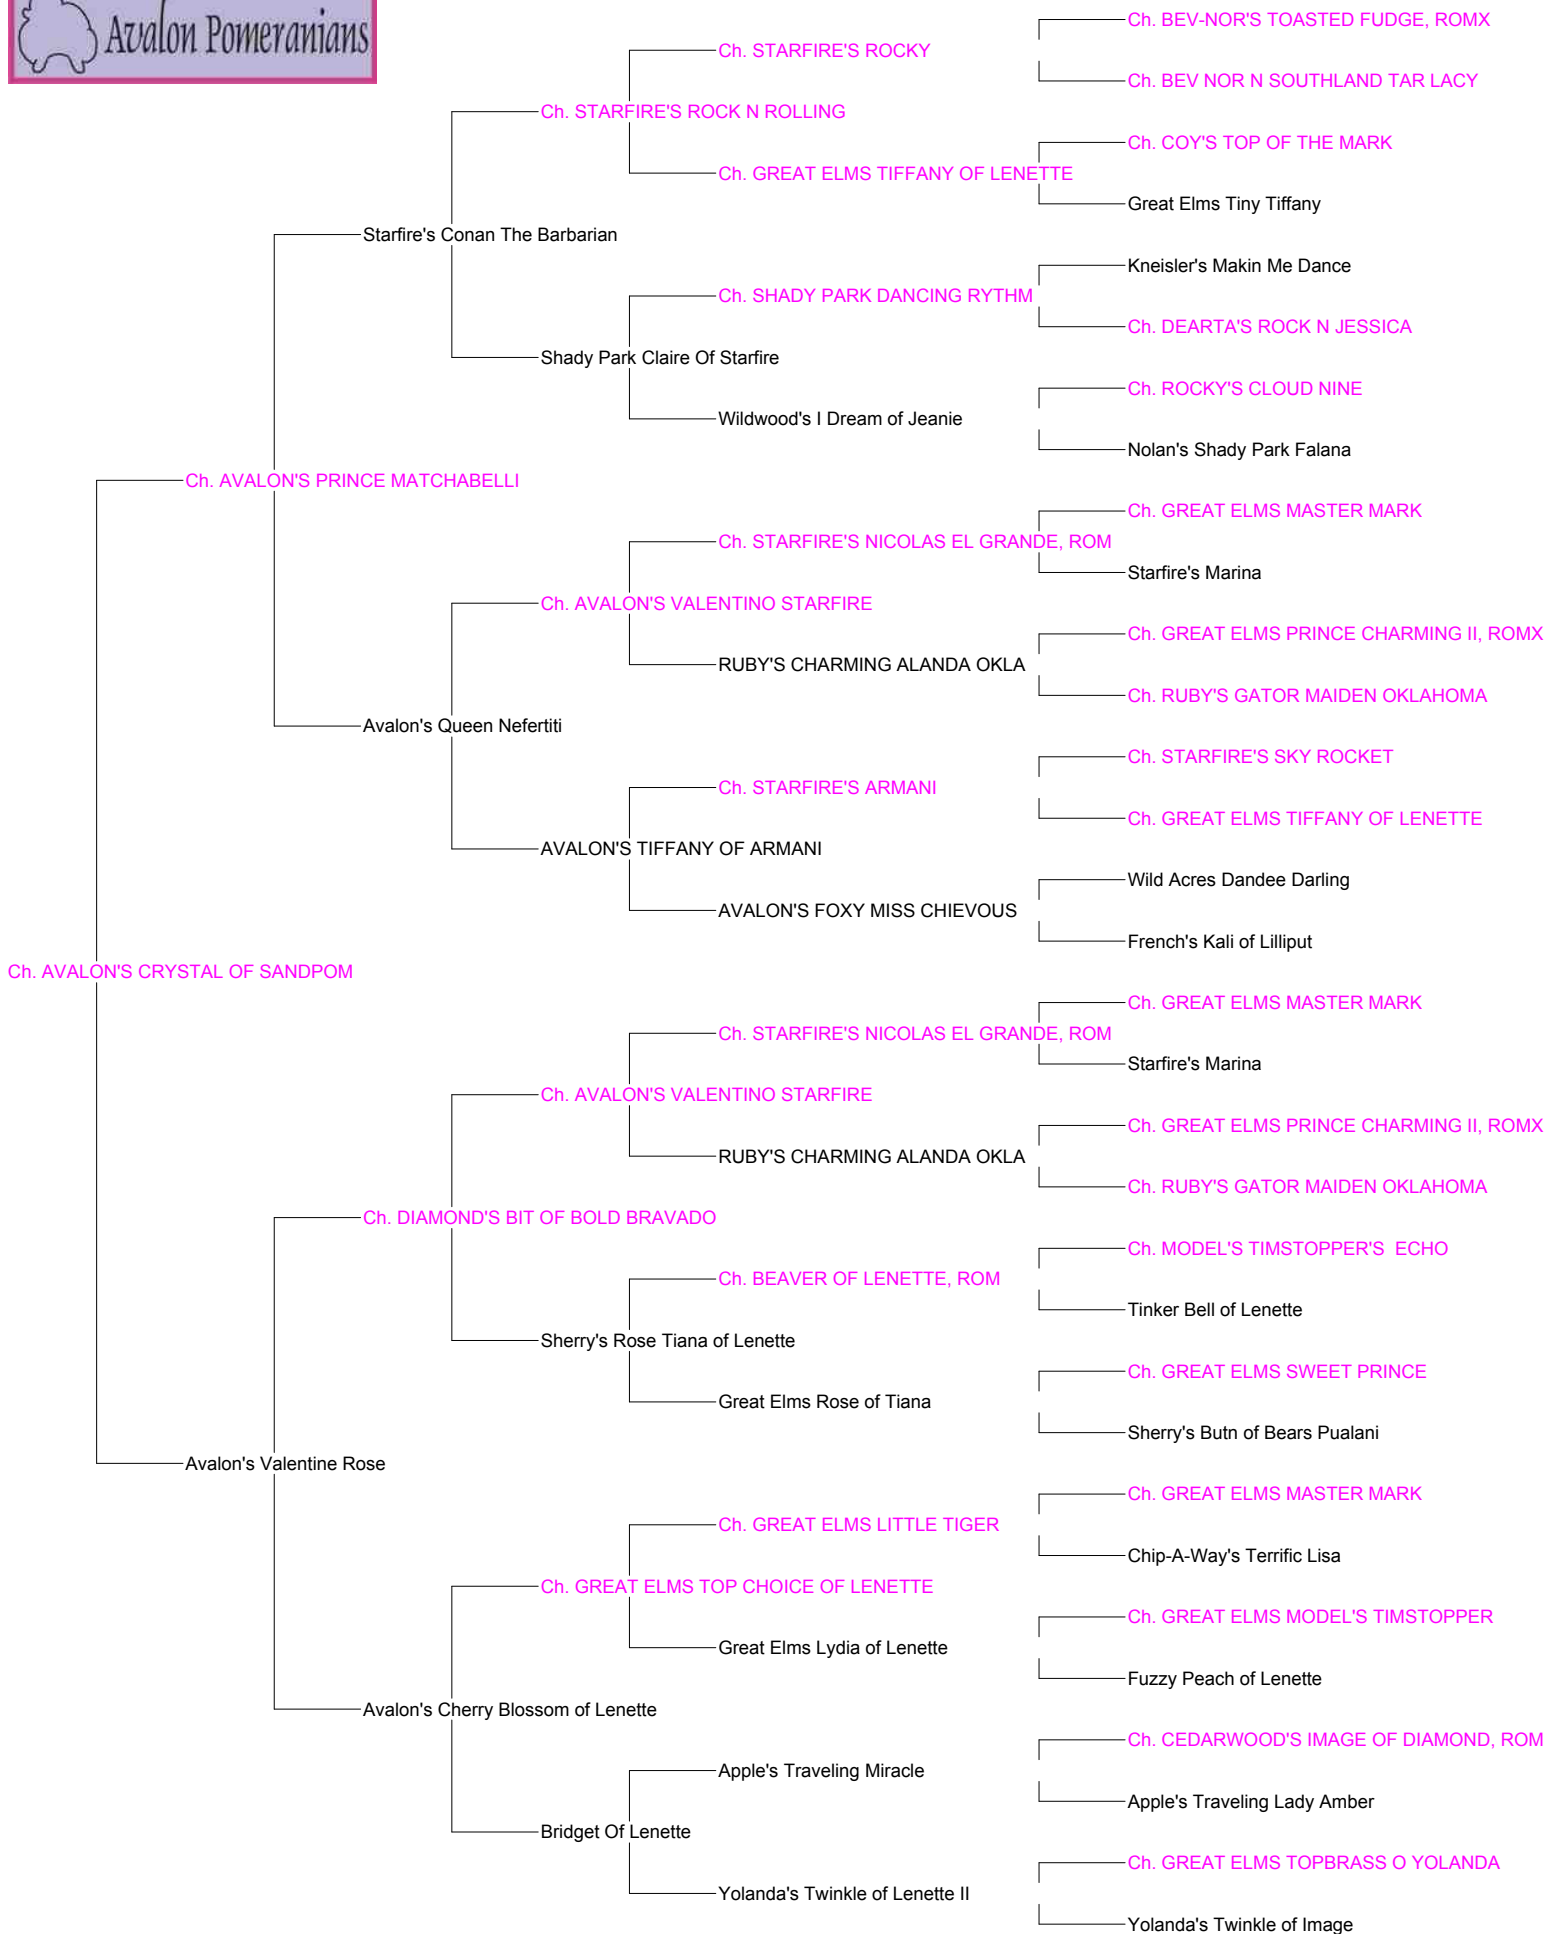 Avalon Pomeranians
Ch. BEV-NOR'S TOASTED FUDGE, ROMX
Ch. STARFIRE'S ROCKY
Ch. BEV NOR N SOUTHLAND TAR LACY
Ch. STARFIRE'S ROCK N ROLLING
Ch. COY'S TOP OF THE MARK
Ch. GREAT ELMS TIFFANY OF LENETTE
Great Elms Tiny Tiffany
Starfire's Conan The Barbarian
Kneisler's Makin Me Dance
Ch. SHADY PARK DANCING RYTHM
Ch. DEARTA'S ROCK N JESSICA
Shady Park Claire Of Starfire
Ch. ROCKY'S CLOUD NINE
Wildwood's I Dream of Jeanie
Nolan's Shady Park Falana
Ch. AVALON'S PRINCE MATCHABELLI
Ch. GREAT ELMS MASTER MARK
Ch. STARFIRE'S NICOLAS EL GRANDE, ROM
Starfire's Marina
Ch. AVALON'S VALENTINO STARFIRE
Ch. GREAT ELMS PRINCE CHARMING II, ROMX
RUBY'S CHARMING ALANDA OKLA
Ch. RUBY'S GATOR MAIDEN OKLAHOMA
Avalon's Queen Nefertiti
Ch. STARFIRE'S SKY ROCKET
Ch. STARFIRE'S ARMANI
Ch. GREAT ELMS TIFFANY OF LENETTE
AVALON'S TIFFANY OF ARMANI
Wild Acres Dandee Darling
AVALON'S FOXY MISS CHIEVOUS
French's Kali of Lilliput
Ch. AVALON'S CRYSTAL OF SANDPOM
Ch. GREAT ELMS MASTER MARK
Ch. STARFIRE'S NICOLAS EL GRANDE, ROM
Starfire's Marina
Ch. AVALON'S VALENTINO STARFIRE
Ch. GREAT ELMS PRINCE CHARMING II, ROMX
RUBY'S CHARMING ALANDA OKLA
Ch. RUBY'S GATOR MAIDEN OKLAHOMA
Ch. DIAMOND'S BIT OF BOLD BRAVADO
Ch. MODEL'S TIMSTOPPER'S  ECHO
Ch. BEAVER OF LENETTE, ROM
Tinker Bell of Lenette
Sherry's Rose Tiana of Lenette
Ch. GREAT ELMS SWEET PRINCE
Great Elms Rose of Tiana
Sherry's Butn of Bears Pualani
Avalon's Valentine Rose
Ch. GREAT ELMS MASTER MARK
Ch. GREAT ELMS LITTLE TIGER
Chip-A-Way's Terrific Lisa
Ch. GREAT ELMS TOP CHOICE OF LENETTE
Ch. GREAT ELMS MODEL'S TIMSTOPPER
Great Elms Lydia of Lenette
Fuzzy Peach of Lenette
Avalon's Cherry Blossom of Lenette
Ch. CEDARWOOD'S IMAGE OF DIAMOND, ROM
Apple's Traveling Miracle
Apple's Traveling Lady Amber
Bridget Of Lenette
Ch. GREAT ELMS TOPBRASS O YOLANDA
Yolanda's Twinkle of Lenette II
Yolanda's Twinkle of Image